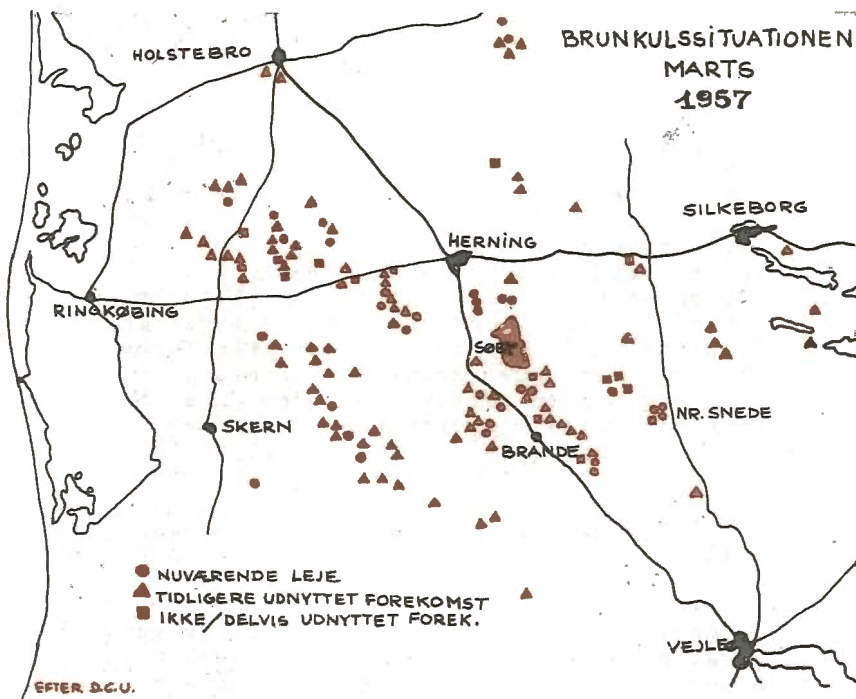 BRUNKULSSITUATIONEN
MARTS
1957
HOLSTEBRO
SILKEBORG
HERNING
RINGKØBING
SØBY
NR. SNEDE
SKERN
BRANDE
NUVÆRENDE LEJE
TIDLIGERE UDNYTTET FOREKOMST
IKKE/DELVIS UDNYTTET FOREK.
VEJLE
EFTER D.G.U.